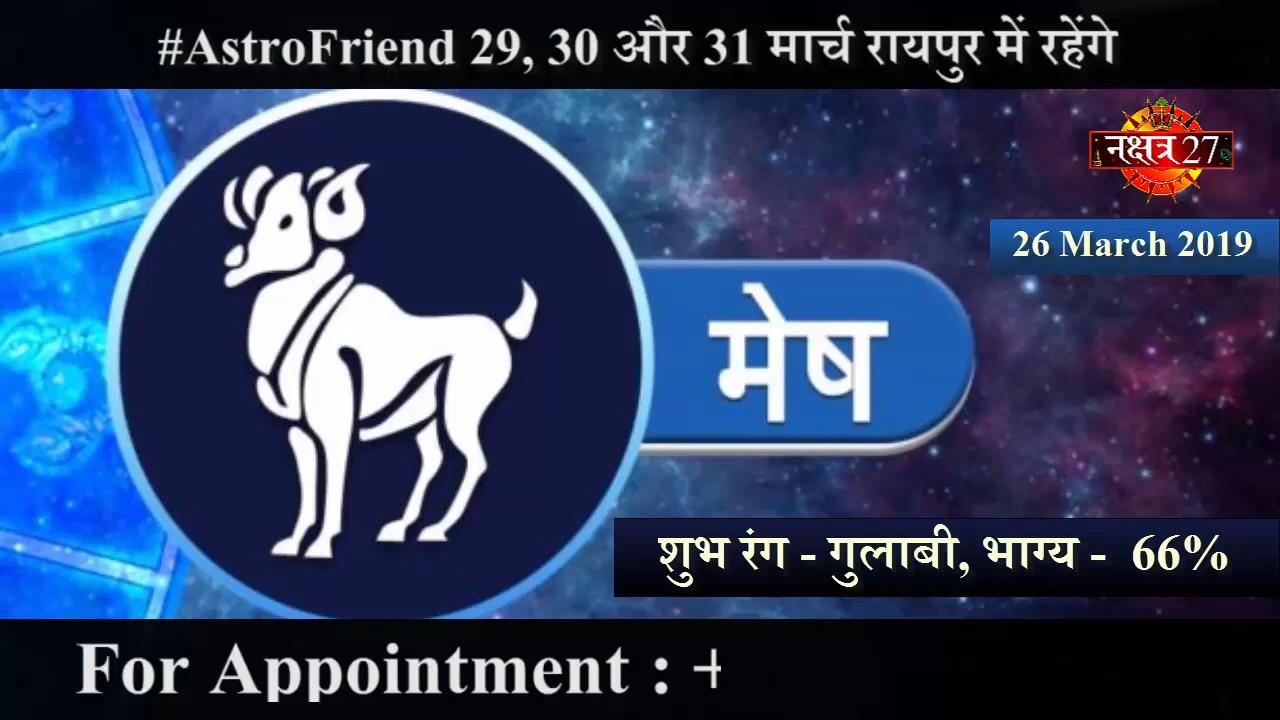 #AstroFriend 29, 30 और 31 मार्च रायपुर में रहेंगे
नक्षत्र 27
26 March 2019
मेष
शुभ रंग - गुलाबी, भाग्य - 66%
For Appointment : +